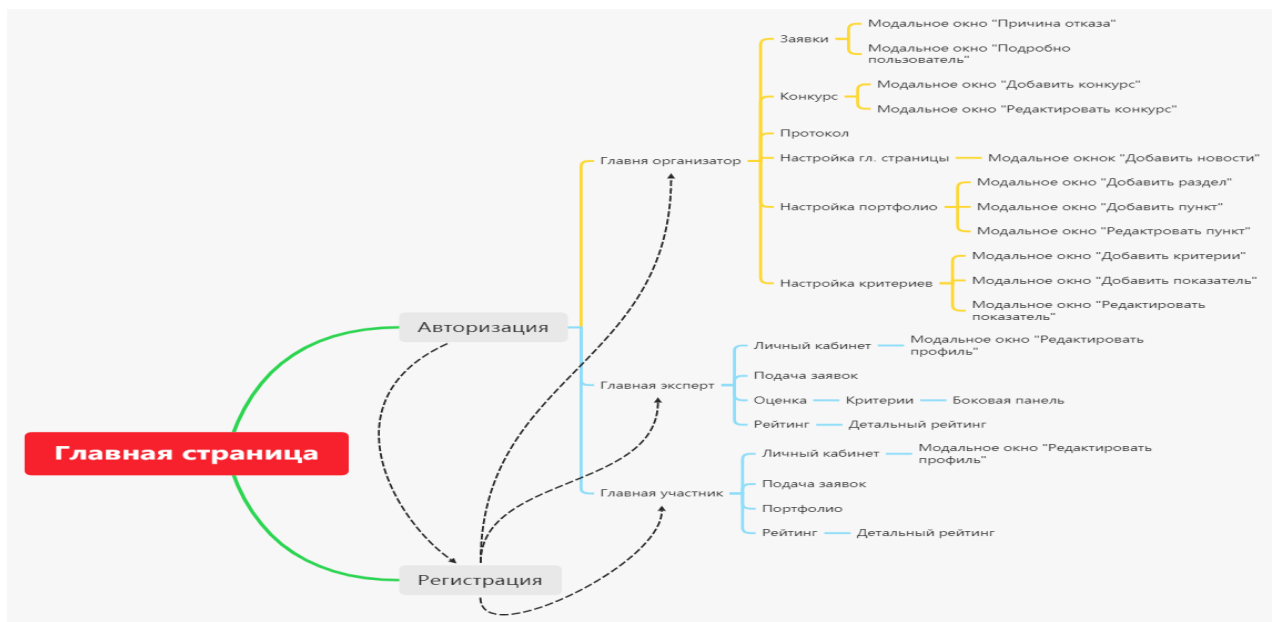 Модальное окно "Причина отказа"
Заявки
Модальное окно "Подробно
пользователь"
Модальное окно "Добавить конкурс"
Конкурс
Модальное окно "Редактировать конкурс"
Протокол
Главня организатор
Настройка гл. страницы
Модальное окнок "Добавить новости"
Модальное окно "Добавить раздел"
Настройка портфолио
Модальное окно "Добавить пункт"
Модальное окно "Редактровать пункт"
Модальное окно "Добавить критерии"
Настройка критериев
Модальное окно "Добавить показатель"
Модальное окно "Редактировать
показатель"
Авторизация
Личный кабинет
Модальное окно "Редактировать
профиль"
Подача заявок
Главная эксперт
Оценка
Критерии
Боковая панель
Рейтинг
Детальный рейтинг
Главная страница
Личный кабинет
Модальное окно "Редактировать
профиль"
Подача заявок
Главная участник
Портфолио
Рейтинг
Детальный рейтинг
Регистрация